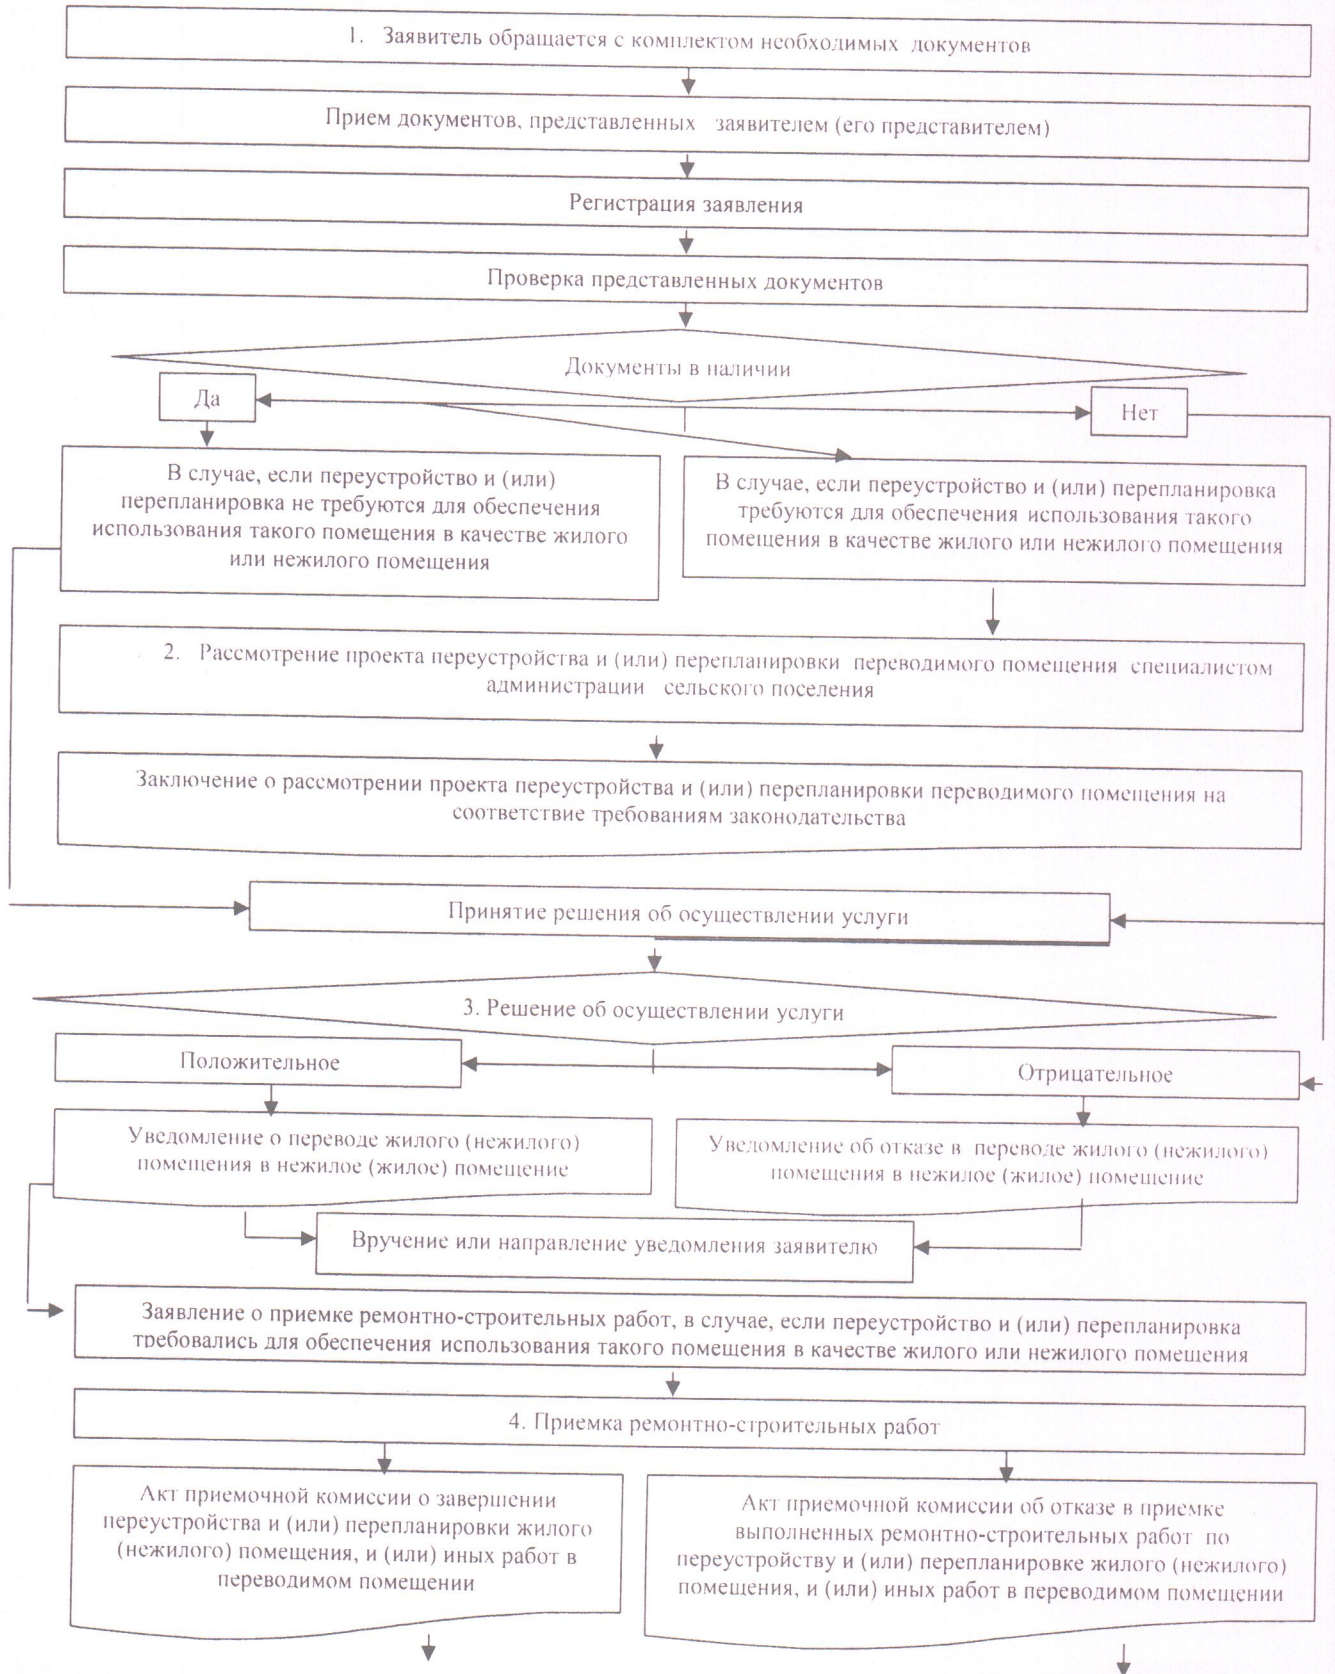 1. Заявитель обращается с комплектом необходимых документов
Прием документов, представленных заявителем (его представителем)
Регистрация заявления
Проверка представленных документов
Документы в наличии
Да
Нет
В случае, если переустройство и (или)
перепланировка не требуются для обеспечения
использования такого помещения в качестве жилого
или нежилого помещения
В случае, если переустройство и (или) перепланировка
требуются для обеспечения использования такого
помещения в качестве жилого или нежилого помещения
2. Рассмотрение проекта переустройства и (или) перепланировки переводимого помещения специалистом
администрации сельского поселения
Заключение о рассмотрении проекта переустройства и (или) перепланировки переводимого помещения на
соответствие требованиям законодательства
Принятие решения об осуществлении услуги
3. Решение об осуществлении услуги
Положительное
Отрицательное
Уведомление о переводе жилого (нежилого)
помещения в нежилое (жилое) помещение
Уведомление об отказе в переводе жилого (нежилого)
помещения в нежилое (жилое) помещение
Вручение или направление уведомления заявителю
Заявление о приемке ремонтно-строительных работ, в случае, если переустройство и (или) перепланировка
требовались для обеспечения использования такого помещения в качестве жилого или нежилого помещения
4. Приемка ремонтно-строительных работ
Акт приемочной комиссии о завершении
переустройства и (или) перепланировки жилого
(нежилого) помещения, и (или) иных работ в
переводимом помещении
Акт приемочной комиссии об отказе в приемке
выполненных ремонтно-строительных работ по
переустройству и (или) перепланировке жилого (нежилого)
помещения, и (или) иных работ в переводимом помещении